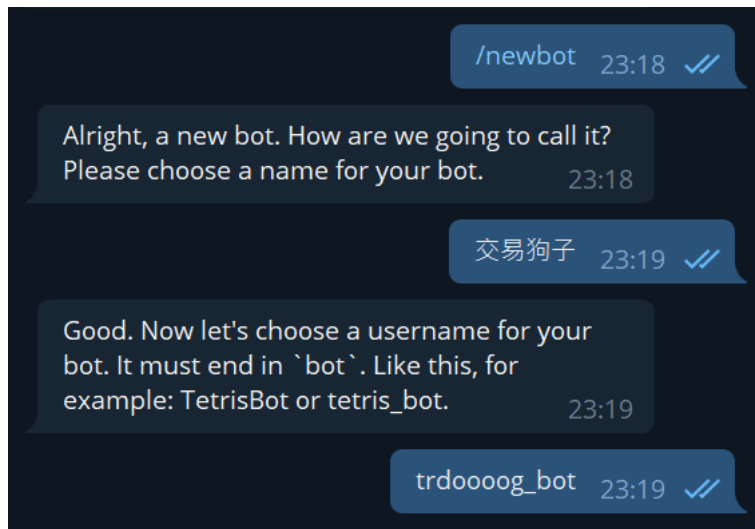 /newbot 23:18
Alright, a new bot. How are we going to call it?
Please choose a name for your bot. 23:18
交易狗子 23:19
Good. Now let's choose a username for your
bot. It must end in `bot`. Like this, for
example: TetrisBot or tetris_bot. 23:19
trdoooog_bot 23:19